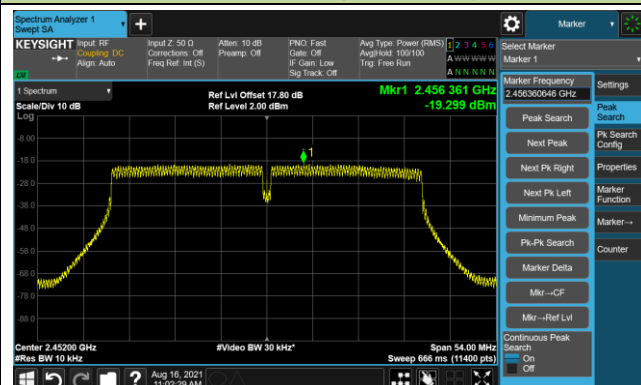 Spectrum Analyzer 1
Swept SA
+
Marker
KEYSIGHT
Input: RF
Coupling: DC
Align: Auto
Input Z: 50 Ω
Corrections: Off
Freq Ref: Int (S)
Atten: 10 dB
Preamp: Off
PNO: Fast
Gate: Off
IF Gain: Low
Sig Track: Off
Avg Type: Power (RMS)
Avg|Hold: 100/100
Trig: Free Run
1 2 3 4 5 6
A W W W W W
A N N N N N
LXI
Select Marker
Marker 1
1 Spectrum
Scale/Div 10 dB
Log
Ref Lvl Offset 17.80 dB
Ref Level 2.00 dBm
Mkr1 2.456 361 GHz
-19.299 dBm
-8.00
-18.0
-28.0
-38.0
-48.0
-58.0
-68.0
-78.0
-88.0
1
Center 2.45200 GHz
#Res BW 10 kHz
#Video BW 30 kHz*
Span 54.00 MHz
Sweep 666 ms (11400 pts)
Marker Frequency
2.456360646 GHz
Peak Search
Next Peak
Next Pk Right
Next Pk Left
Minimum Peak
Pk-Pk Search
Marker Delta
Mkr→CF
Mkr→Ref Lvl
Continuous Peak
Search
On
Off
Settings
Peak
Search
Pk Search
Config
Properties
Marker
Function
Marker→
Counter
?
Aug 16, 2021
11:02:29 AM